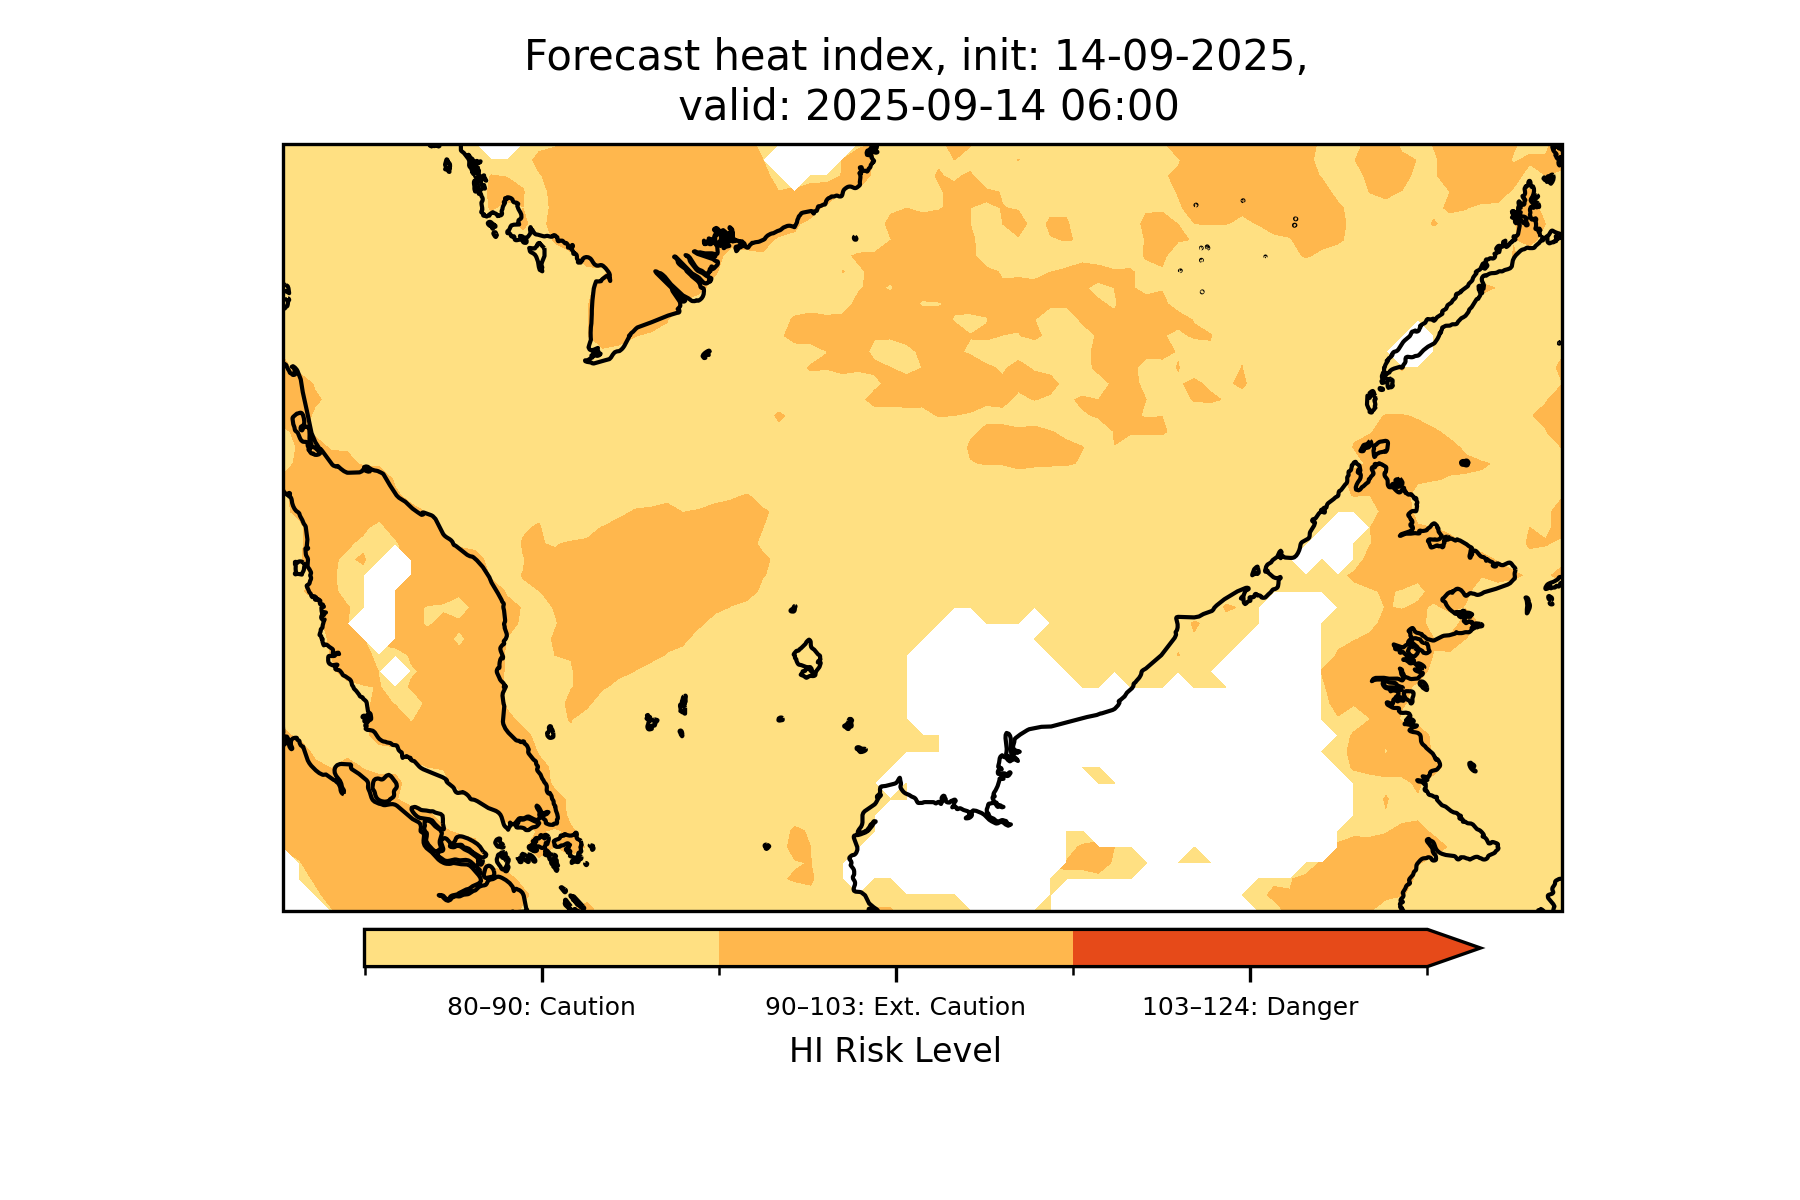 Forecast heat index, init: 14-09-2025,
valid: 2025-09-14 06:00
80–90: Caution
90–103: Ext. Caution
103–124: Danger
HI Risk Level